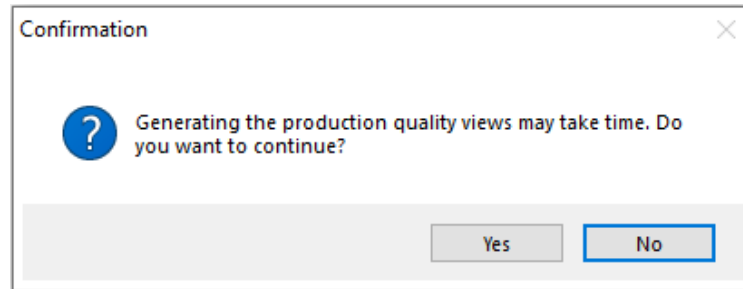 Confirmation
Generating the production quality views may take time. Do
you want to continue?
Yes
No